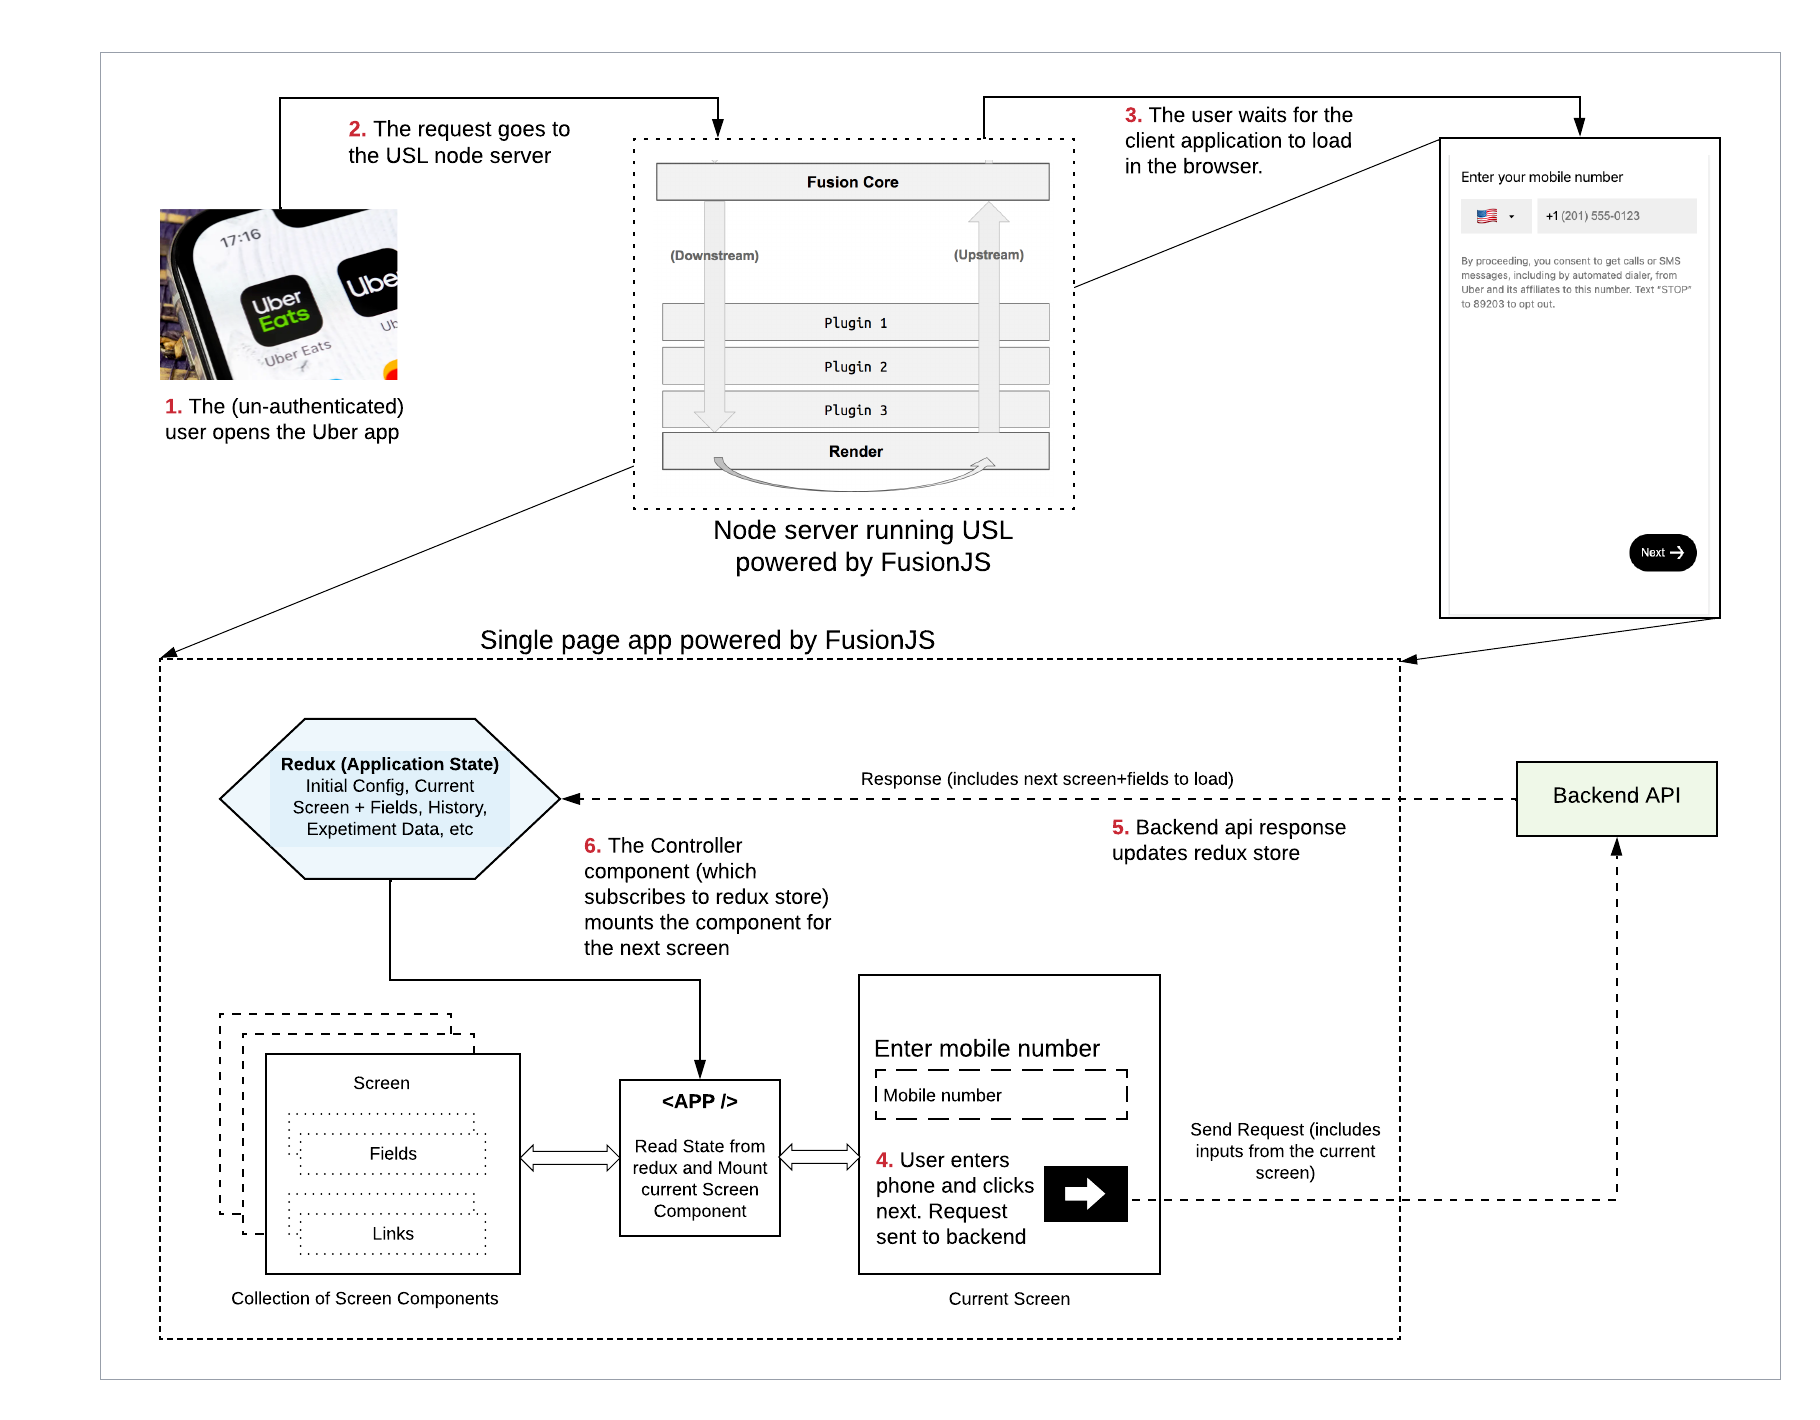 2. The request goes to
the USL node server
3. The user waits for the
client application to load
in the browser.
17:16
Uber
Eats
Uber Eats
Ube
Ub
1. The (un-authenticated)
user opens the Uber app
Fusion Core
(Downstream)
(Upstream)
Plugin 1
Plugin 2
Plugin 3
Render
Node server running USL
powered by FusionJS
Enter your mobile number
+1 (201) 555-0123
By proceeding, you consent to get calls or SMS
messages, including by automated dialer, from
Uber and its affiliates to this number. Text “STOP”
to 89203 to opt out.
Next
Single page app powered by FusionJS
Redux (Application State)
Initial Config, Current
Screen + Fields, History,
Expetiment Data, etc
Response (includes next screen+fields to load)
Backend API
5. Backend api response
updates redux store
6. The Controller
component (which
subscribes to redux store)
mounts the component for
the next screen
Screen
Fields
Links
Collection of Screen Components
<APP />
Read State from
redux and Mount
current Screen
Component
Enter mobile number
Mobile number
4. User enters
phone and clicks
next. Request
sent to backend
Current Screen
Send Request (includes
inputs from the current
screen)